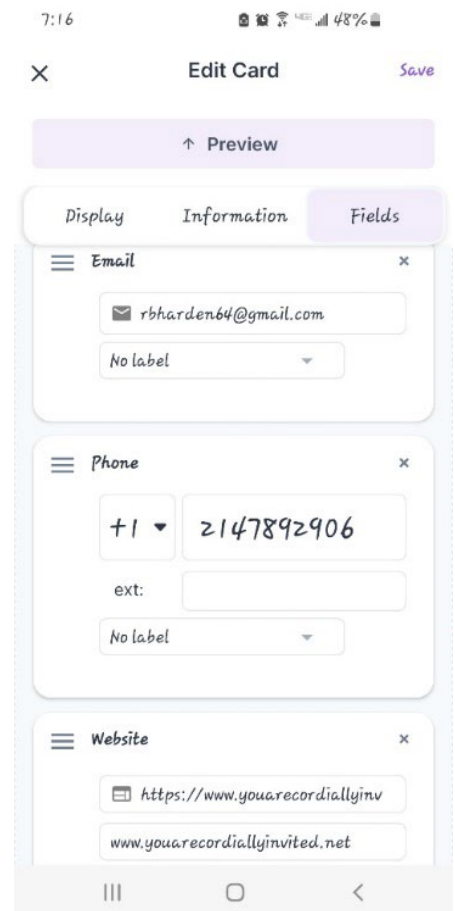 7:16 48%
Edit Card Save
↑ Preview
Display Information Fields
Email ×
rbharden64@gmail.com
No label
Phone ×
+1 2147892906
ext:
No label
Website ×
https://www.youarecordiallyinv
www.youarecordiallyinvited.net